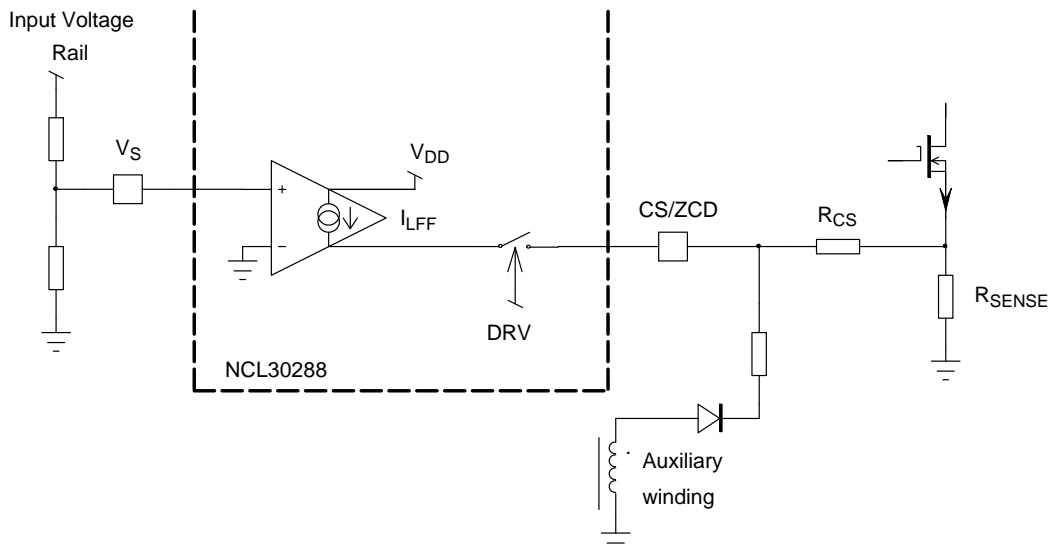 Input Voltage
Rail
V_S
V_DD
+
I_LFF
−
CS/ZCD
R_CS
R_SENSE
DRV
NCL30288
Auxiliary
winding